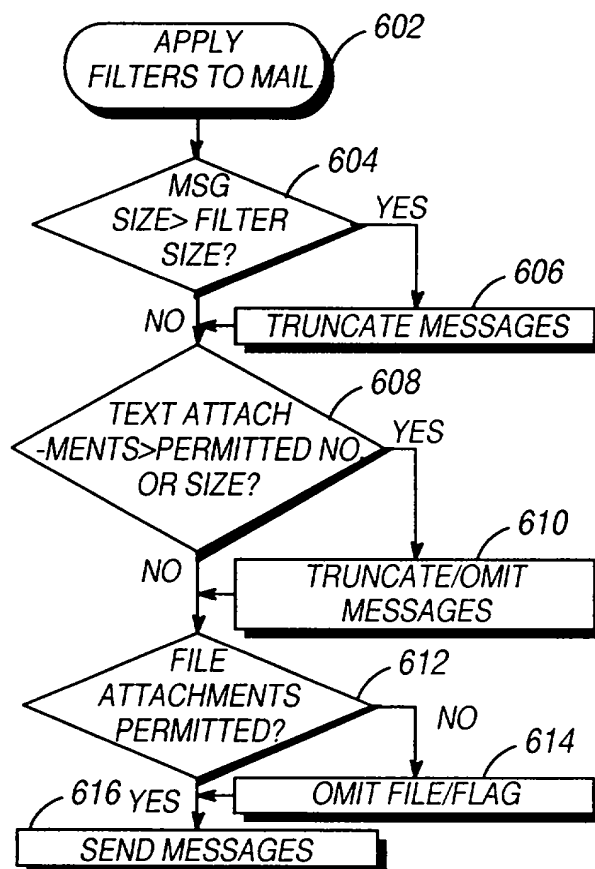 APPLY
FILTERS TO MAIL
602
MSG
SIZE> FILTER
SIZE?
604
YES
606
NO
TRUNCATE MESSAGES
608
TEXT ATTACH
-MENTS>PERMITTED NO.
OR SIZE?
YES
610
NO
TRUNCATE/OMIT
MESSAGES
FILE
ATTACHMENTS
PERMITTED?
612
NO
614
616
YES
OMIT FILE/FLAG
SEND MESSAGES